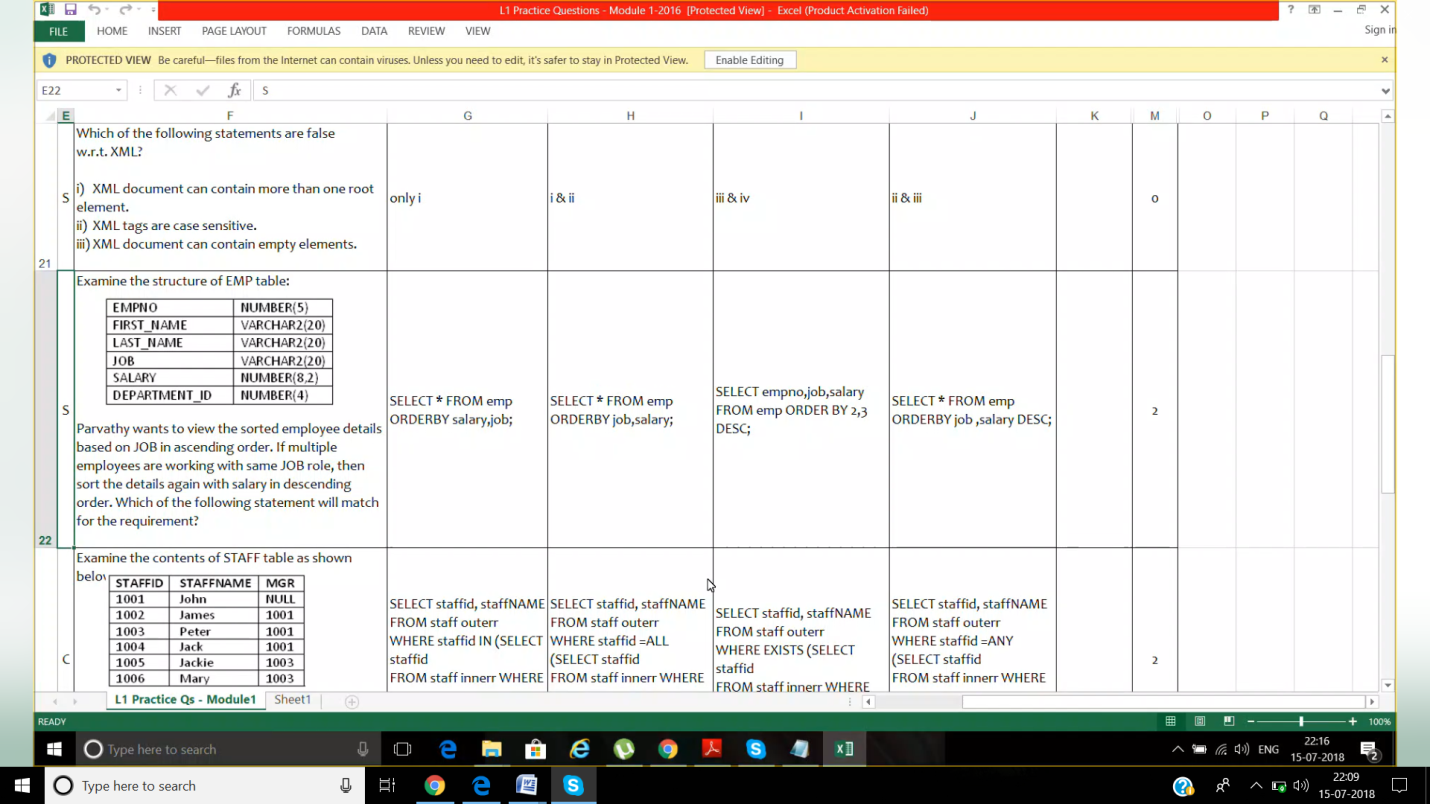 L1 Practice Questions - Module 1-2016 [Protected View] - Excel (Product Activation Failed)
FILE HOME INSERT PAGE LAYOUT FORMULAS DATA REVIEW VIEW
Sign in
PROTECTED VIEW Be careful—files from the Internet can contain viruses. Unless you need to edit, it's safer to stay in Protected View. Enable Editing
E22 fx S
E F G H I J K M O P Q
Which of the following statements are false
w.r.t. XML?
i) XML document can contain more than one root
element.
ii) XML tags are case sensitive.
iii) XML document can contain empty elements.
21
S
only i
i & ii
iii & iv
ii & iii
0
Examine the structure of EMP table:
EMPNO NUMBER(5)
FIRST_NAME VARCHAR2(20)
LAST_NAME VARCHAR2(20)
JOB VARCHAR2(20)
SALARY NUMBER(8,2)
DEPARTMENT_ID NUMBER(4)
Parvathy wants to view the sorted employee details
based on JOB in ascending order. If multiple
employees are working with same JOB role, then
sort the details again with salary in descending
order. Which of the following statement will match
for the requirement?
22
S
SELECT * FROM emp
ORDERBY salary,job;
SELECT * FROM emp
ORDERBY job,salary;
SELECT empno,job,salary
FROM emp ORDER BY 2,3
DESC;
SELECT * FROM emp
ORDERBY job ,salary DESC;
2
Examine the contents of STAFF table as shown
below
STAFFID STAFFNAME MGR
1001 John NULL
1002 James 1001
1003 Peter 1001
1004 Jack 1001
1005 Jackie 1003
1006 Mary 1003
C
SELECT staffid, staffNAME
FROM staff outerr
WHERE staffid IN (SELECT
staffid
FROM staff innerr WHERE
SELECT staffid, staffNAME
FROM staff outerr
WHERE staffid =ALL
(SELECT staffid
FROM staff innerr WHERE
SELECT staffid, staffNAME
FROM staff outerr
WHERE EXISTS (SELECT
staffid
FROM staff innerr WHERE
SELECT staffid, staffNAME
FROM staff outerr
WHERE staffid =ANY
(SELECT staffid
FROM staff innerr WHERE
2
L1 Practice Qs - Module1 Sheet1
READY 100%
Type here to search ENG 22:16
15-07-2018 2
Type here to search 22:09
15-07-2018